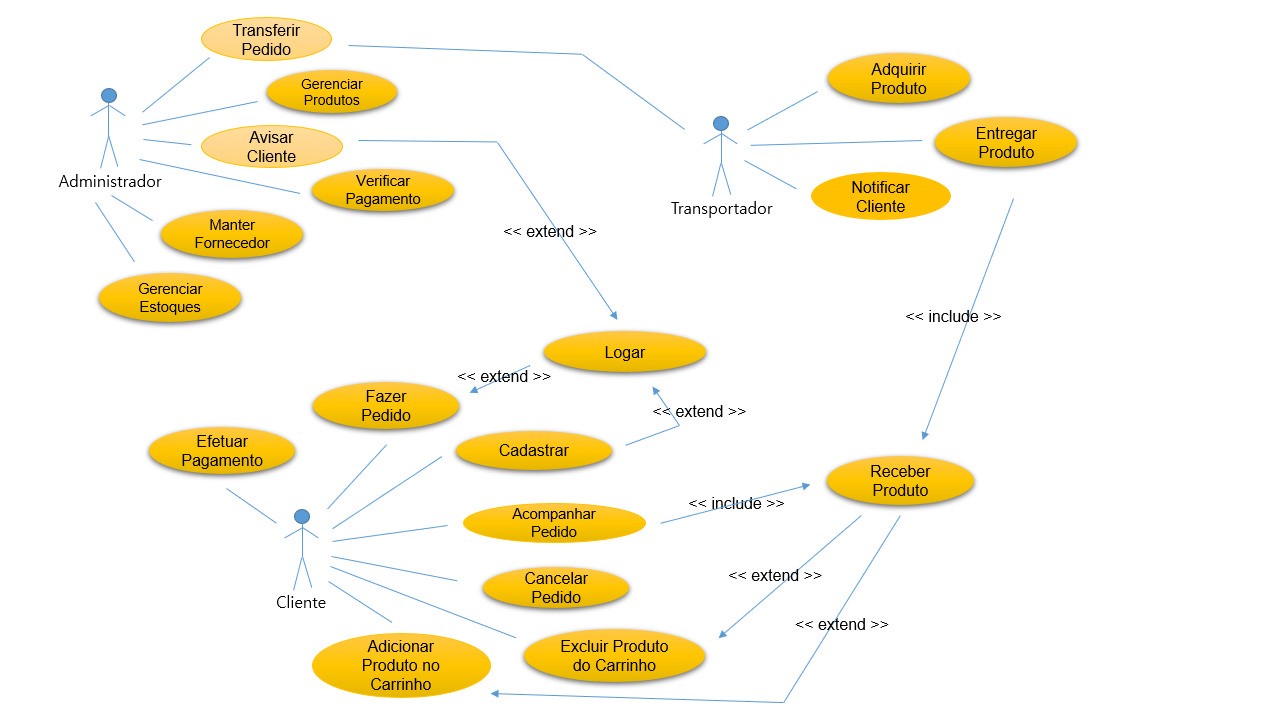 Transferir
Pedido
Gerenciar
Produtos
Avisar
Cliente
Verificar
Pagamento
Administrador
Manter
Fornecedor
Gerenciar
Estoques
Adquirir
Produto
Entregar
Produto
Notificar
Cliente
Transportador
<< extend >>
<< include >>
Logar
<< extend >>
Fazer
Pedido
<< extend >>
Efetuar
Pagamento
Cadastrar
Receber
Produto
Acompanhar
Pedido
<< include >>
Cliente
Cancelar
Pedido
<< extend >>
<< extend >>
Adicionar
Produto no
Carrinho
Excluir Produto
do Carrinho